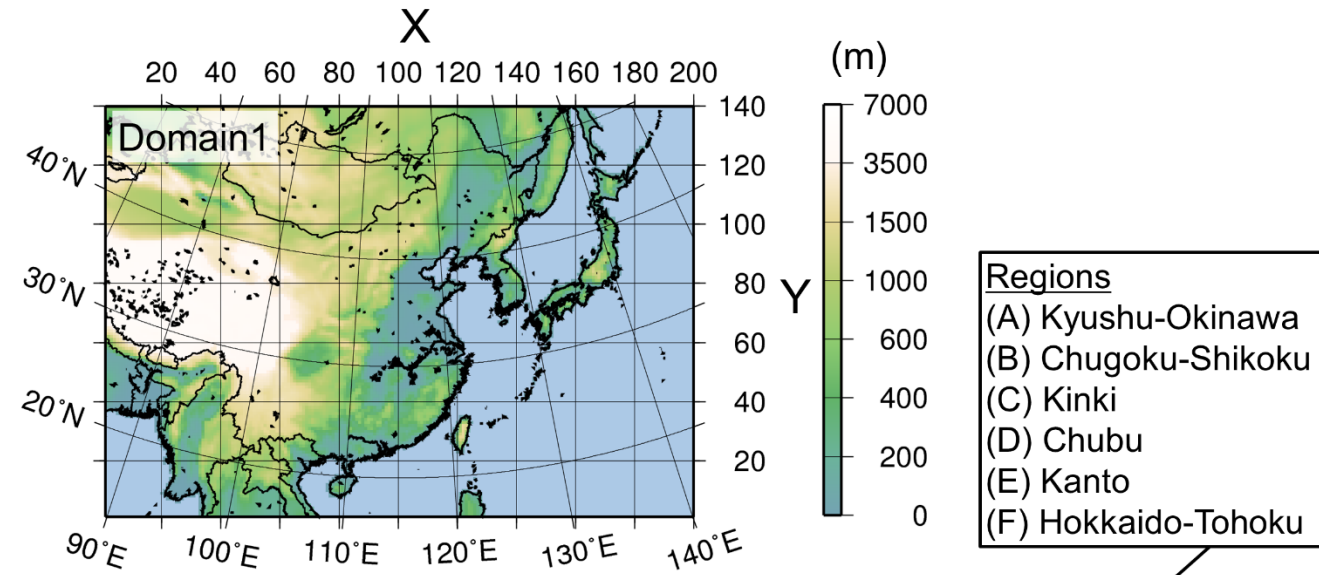 X
20 40 60 80 100 120 140 160 180 200
(m)
Domain1
40°N
30°N
20°N
140
120
100
80
60
40
20
Y
7000
3500
1500
1000
600
400
200
0
90°E 100°E 110°E 120°E 130°E 140°E
Regions
(A) Kyushu-Okinawa
(B) Chugoku-Shikoku
(C) Kinki
(D) Chubu
(E) Kanto
(F) Hokkaido-Tohoku